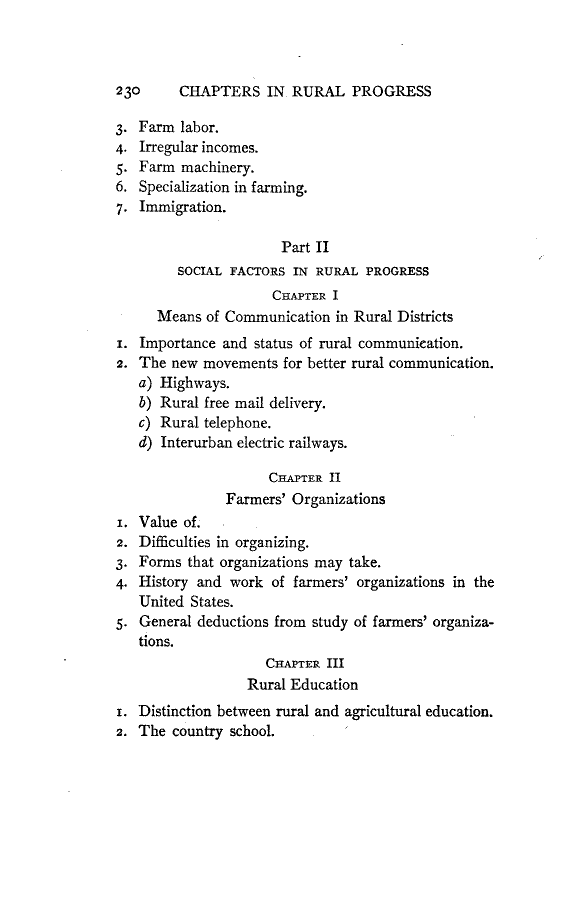 230 CHAPTERS IN RURAL PROGRESS
3. Farm labor.
4. Irregular incomes.
5. Farm machinery.
6. Specialization in farming.
7. Immigration.
Part II
SOCIAL FACTORS IN RURAL PROGRESS
CHAPTER I
Means of Communication in Rural Districts
1. Importance and status of rural communication.
2. The new movements for better rural communication.
a) Highways.
b) Rural free mail delivery.
c) Rural telephone.
d) Interurban electric railways.
CHAPTER II
Farmers' Organizations
1. Value of.
2. Difficulties in organizing.
3. Forms that organizations may take.
4. History and work of farmers' organizations in the
United States.
5. General deductions from study of farmers' organiza-
tions.
CHAPTER III
Rural Education
1. Distinction between rural and agricultural education.
2. The country school.